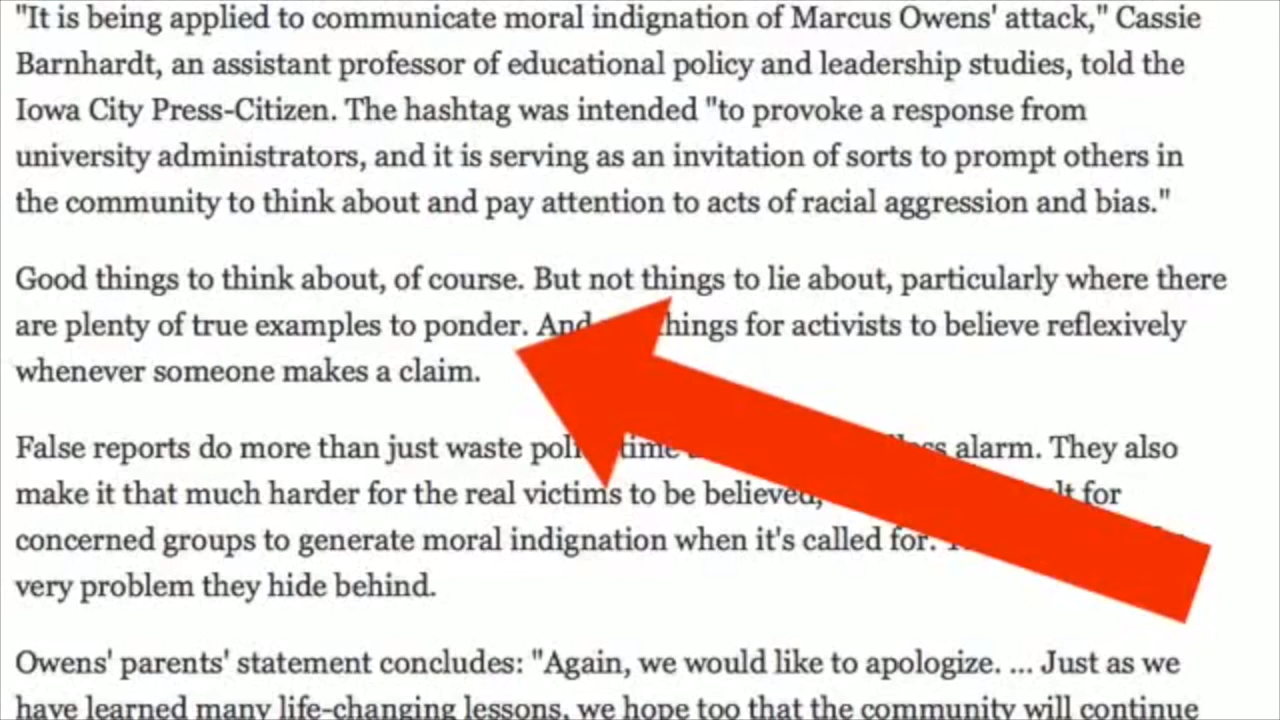 "It is being applied to communicate moral indignation of Marcus Owens' attack," Cassie
Barnhardt, an assistant professor of educational policy and leadership studies, told the
Iowa City Press-Citizen. The hashtag was intended "to provoke a response from
university administrators, and it is serving as an invitation of sorts to prompt others in
the community to think about and pay attention to acts of racial aggression and bias."
Good things to think about, of course. But not things to lie about, particularly where there
are plenty of true examples to ponder. And things for activists to believe reflexively
whenever someone makes a claim.
False reports do more than just waste police time alarm. They also
make it that much harder for the real victims to be believed, for
concerned groups to generate moral indignation when it's called for.
very problem they hide behind.
Owens' parents' statement concludes: "Again, we would like to apologize. ... Just as we
have learned many life-changing lessons, we hope too that the community will continue